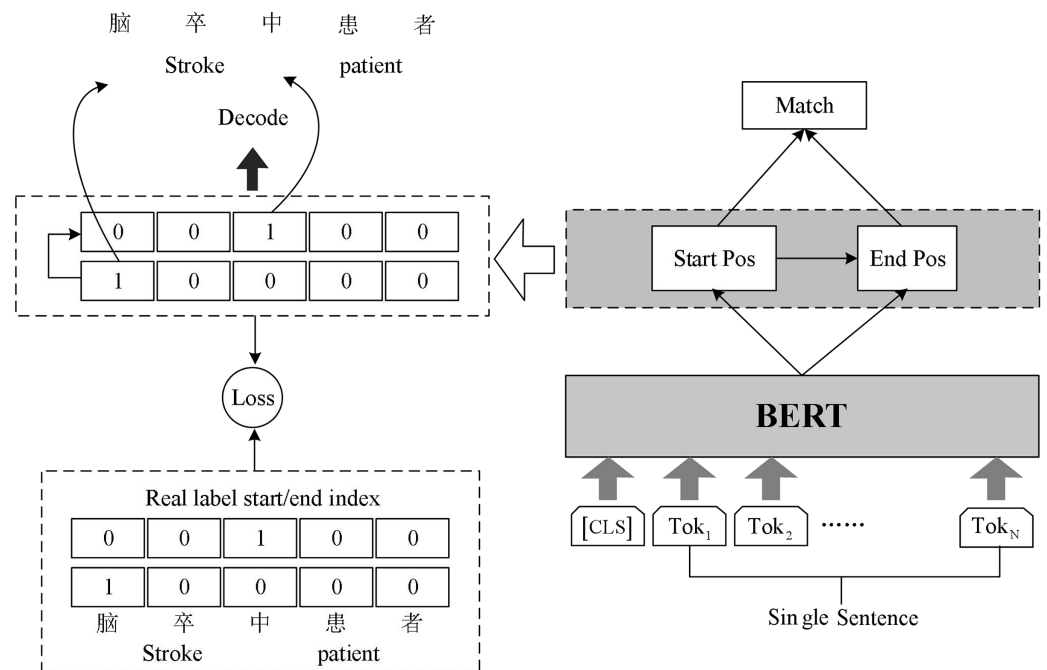 脑 卒 中 患 者
Stroke patient
Decode
0 0 1 0 0
1 0 0 0 0
Loss
Real label start/end index
0 0 1 0 0
1 0 0 0 0
脑 卒 中 患 者
Stroke patient
Match
Start Pos End Pos
BERT
[CLS] Tok1 Tok2 ...... TokN
Single Sentence